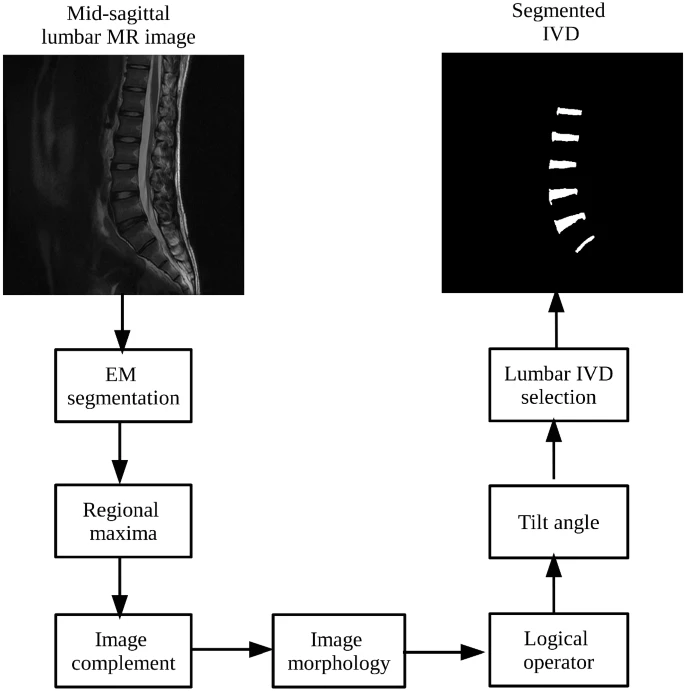 Mid-sagittal
lumbar MR image
Segmented
IVD
EM
segmentation
Regional
maxima
Image
complement
Image
morphology
Logical
operator
Tilt angle
Lumbar IVD
selection